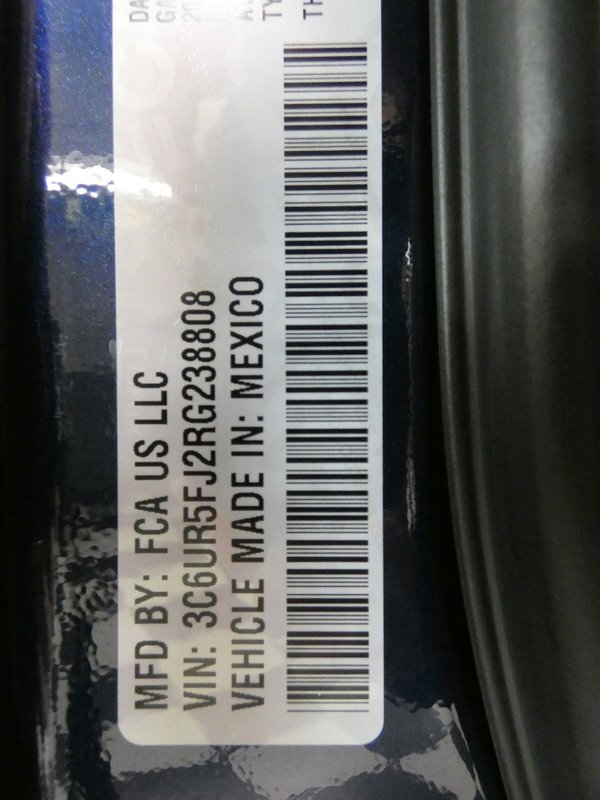 MFD BY: FCA US LLC
VIN: 3C6UR5FJ2RG238808
VEHICLE MADE IN: MEXICO